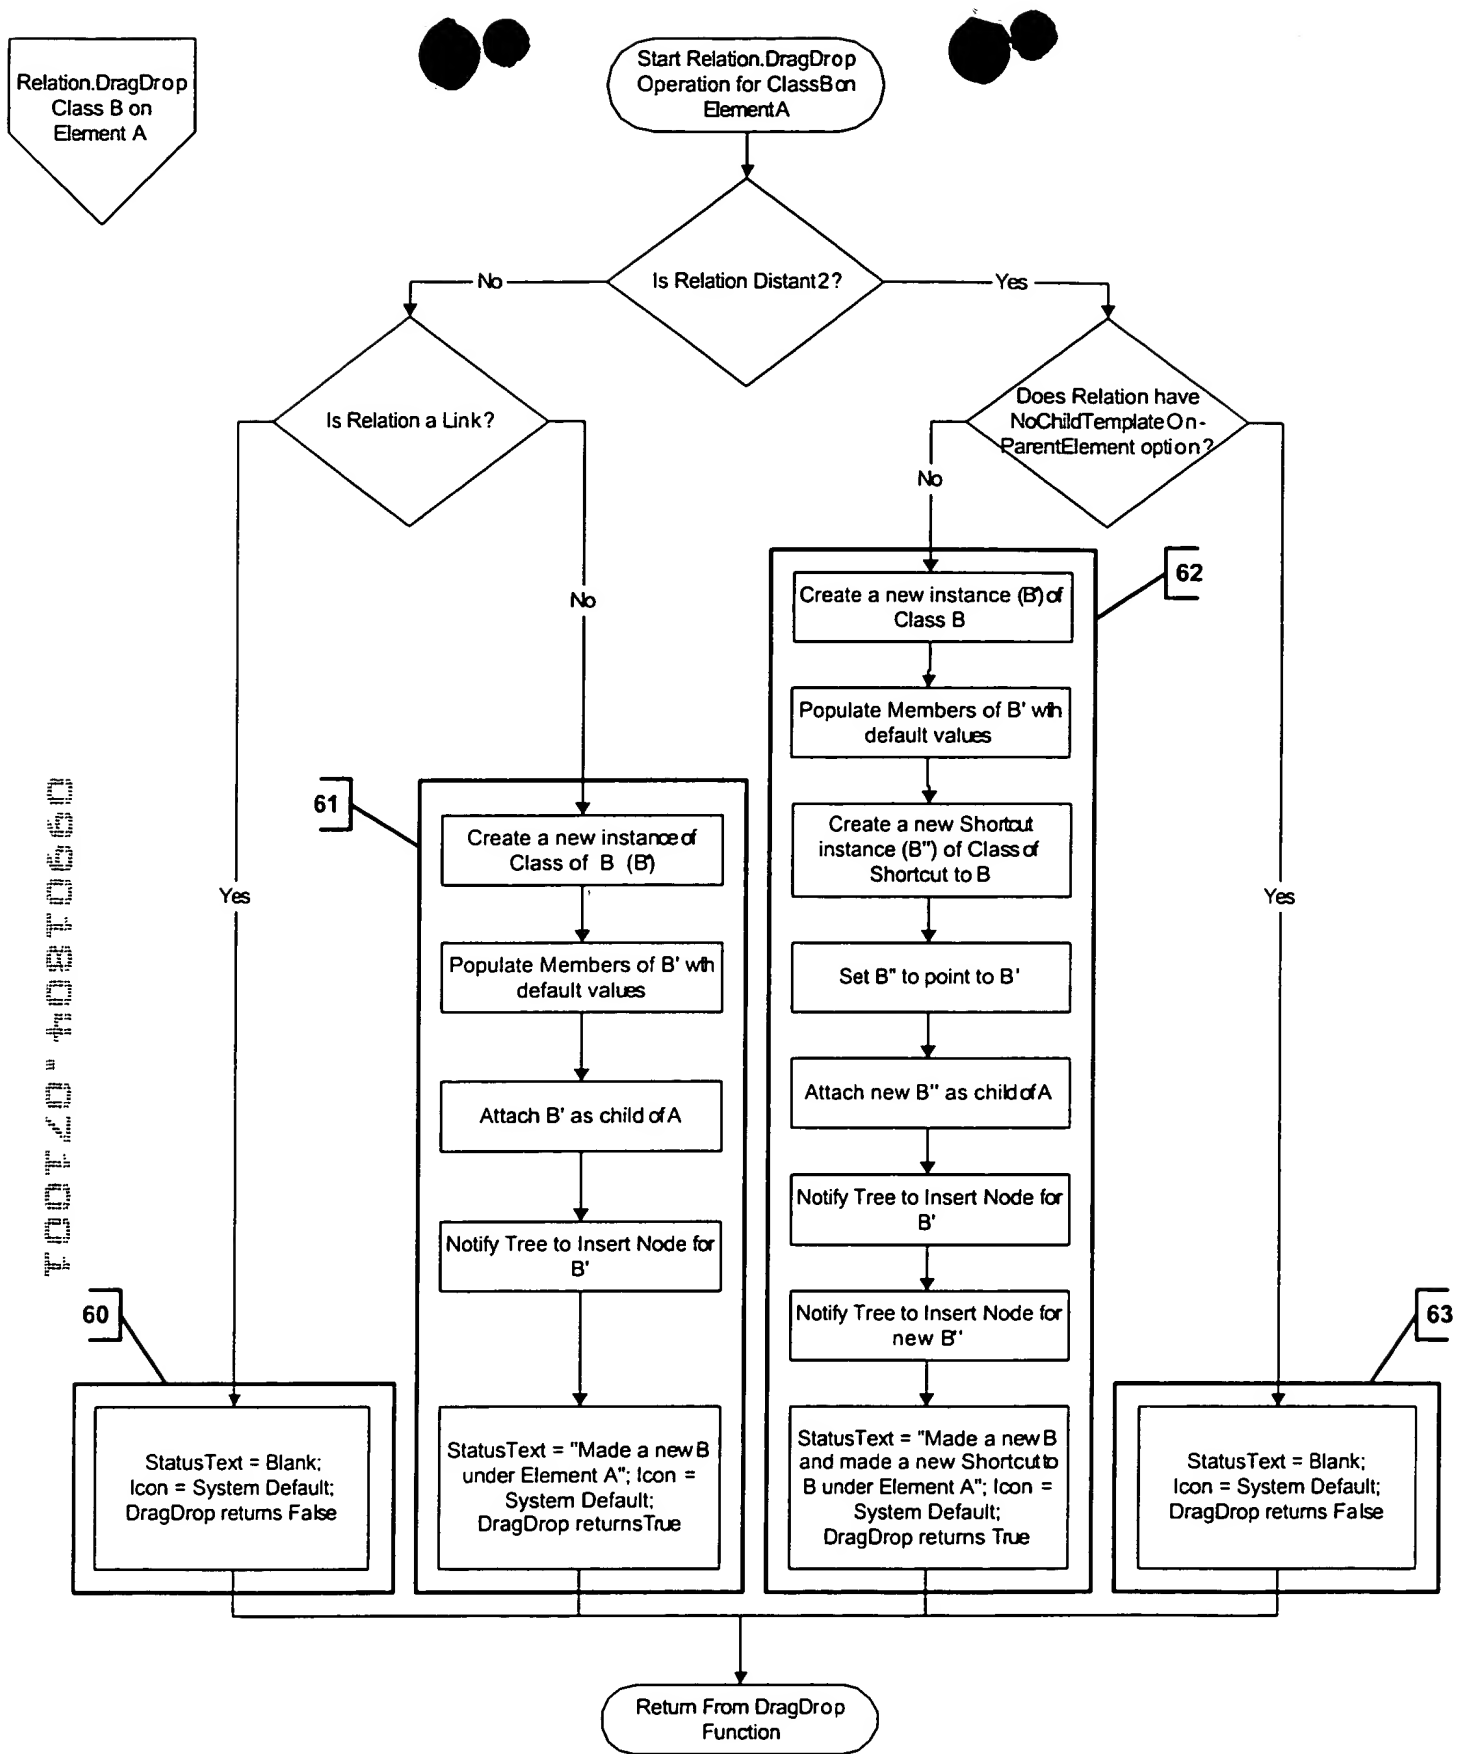 Relation.DragDrop
Class B on
Element A
Start Relation.DragDrop
Operation for ClassB on
ElementA
Is Relation Distant2?
No
Yes
Is Relation a Link?
Does Relation have
NoChildTemplateOn-
ParentElement option?
No
No
Yes
Yes
62
Create a new instance (B') of
Class B
Populate Members of B' with
default values
Create a new Shortcut
instance (B'') of Class of
Shortcut to B
Set B'' to point to B'
Attach new B'' as child of A
Notify Tree to Insert Node for
B'
Notify Tree to Insert Node for
new B''
StatusText = "Made a new B
and made a new Shortcut to
B under Element A"; Icon =
System Default;
DragDrop returns True
61
Create a new instance of
Class of B (B')
Populate Members of B' with
default values
Attach B' as child of A
Notify Tree to Insert Node for
B'
StatusText = "Made a new B
under Element A"; Icon =
System Default;
DragDrop returns True
60
StatusText = Blank;
Icon = System Default;
DragDrop returns False
63
StatusText = Blank;
Icon = System Default;
DragDrop returns False
Return From DragDrop
Function